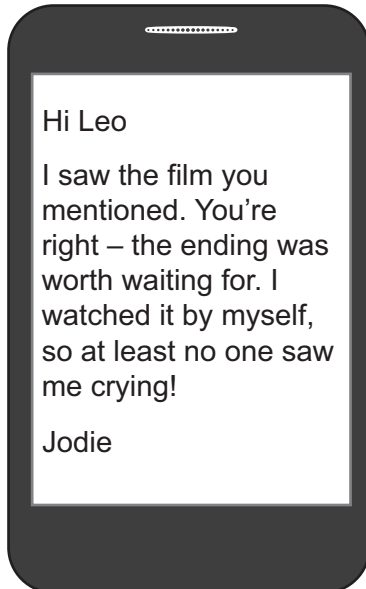 Hi Leo
I saw the film you
mentioned. You’re
right – the ending was
worth waiting for. I
watched it by myself,
so at least no one saw
me crying!
Jodie